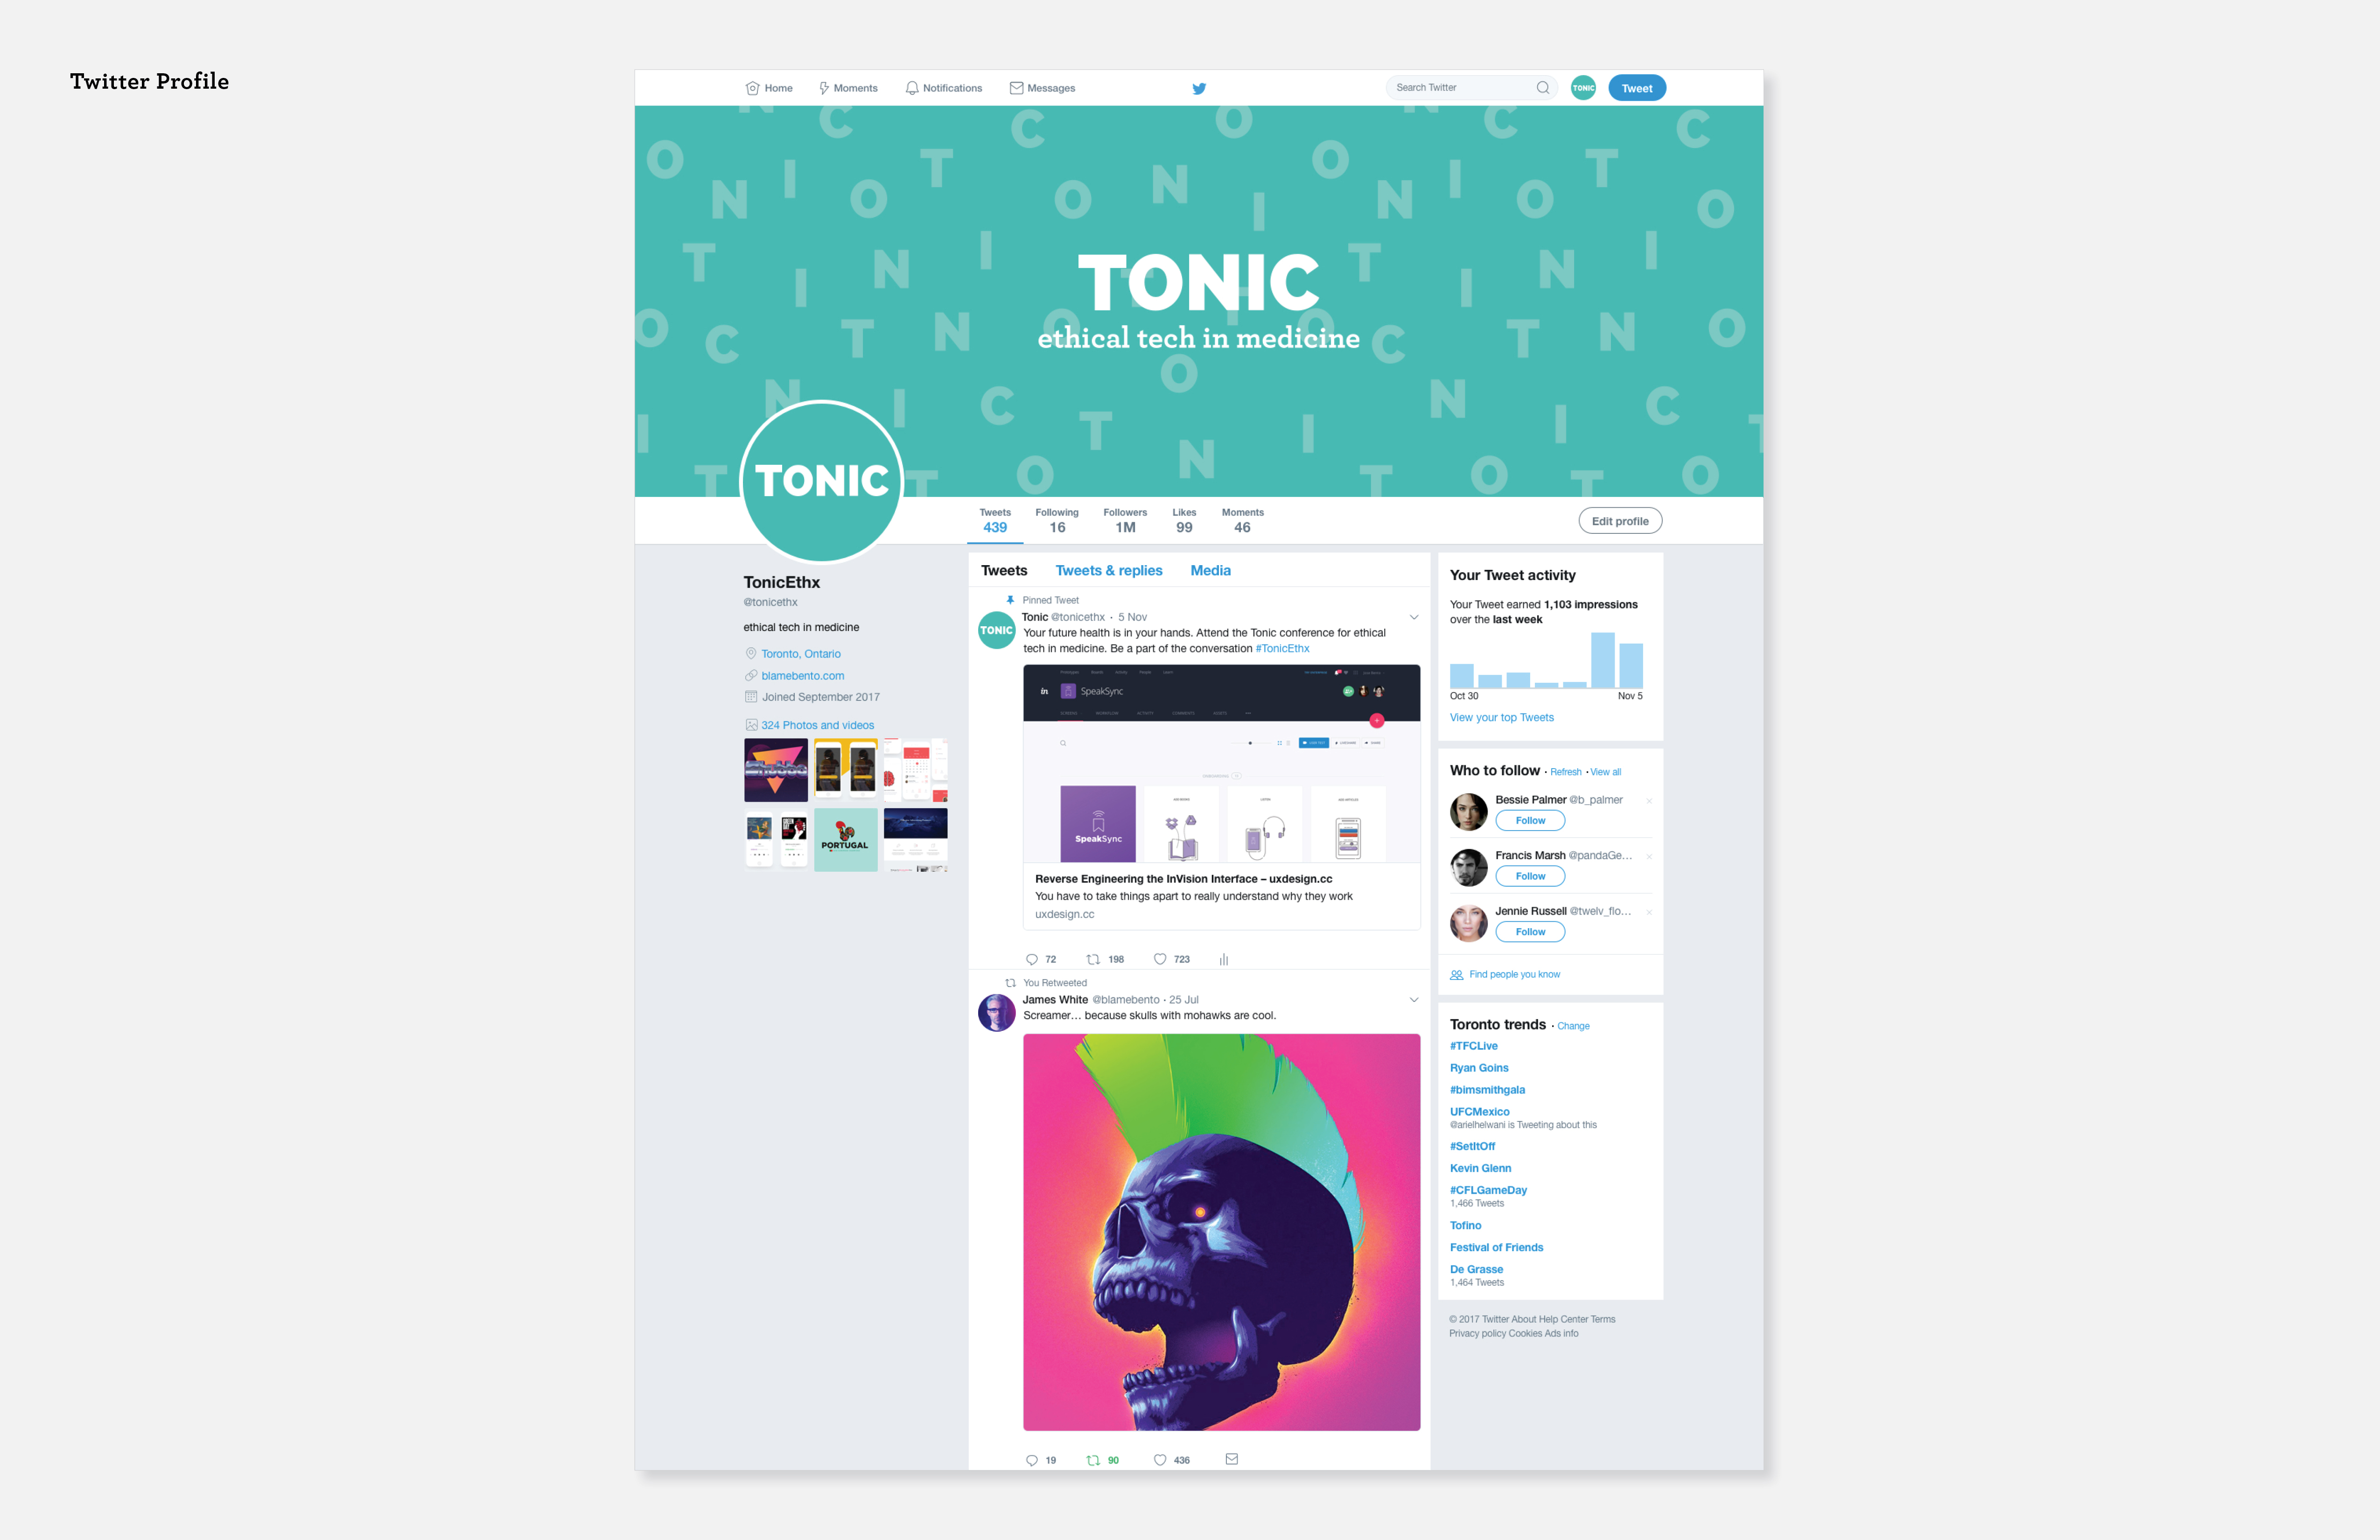 Twitter Profile
Home Moments Notifications Messages
Search Twitter
TONIC
Tweet
TONIC
ethical tech in medicine
TONIC
Tweets Following Followers Likes Moments
439 16 1M 99 46
Edit profile
TonicEthx
@tonicethx
ethical tech in medicine
Toronto, Ontario
blamebento.com
Joined September 2017
324 Photos and videos
PORTUGAL
Tweets Tweets & replies Media
Pinned Tweet
TONIC
Tonic @tonicethx · 5 Nov
Your future health is in your hands. Attend the Tonic conference for ethical
tech in medicine. Be a part of the conversation #TonicEthx
in SpeakSync
SpeakSync
Reverse Engineering the InVision Interface – uxdesign.cc
You have to take things apart to really understand why they work
uxdesign.cc
72 198 723
You Retweeted
James White @blamebento · 25 Jul
Screamer… because skulls with mohawks are cool.
19 90 436
Your Tweet activity
Your Tweet earned 1,103 impressions
over the last week
Oct 30 Nov 5
View your top Tweets
Who to follow · Refresh · View all
Bessie Palmer @b_palmer
Follow
Francis Marsh @pandaGe…
Follow
Jennie Russell @twelv_flo…
Follow
Find people you know
Toronto trends · Change
#TFCLive
Ryan Goins
#bimsmithgala
UFCMexico
@arielhelwani is Tweeting about this
#SetItOff
Kevin Glenn
#CFLGameDay
1,466 Tweets
Tofino
Festival of Friends
De Grasse
1,464 Tweets
© 2017 Twitter About Help Center Terms
Privacy policy Cookies Ads info